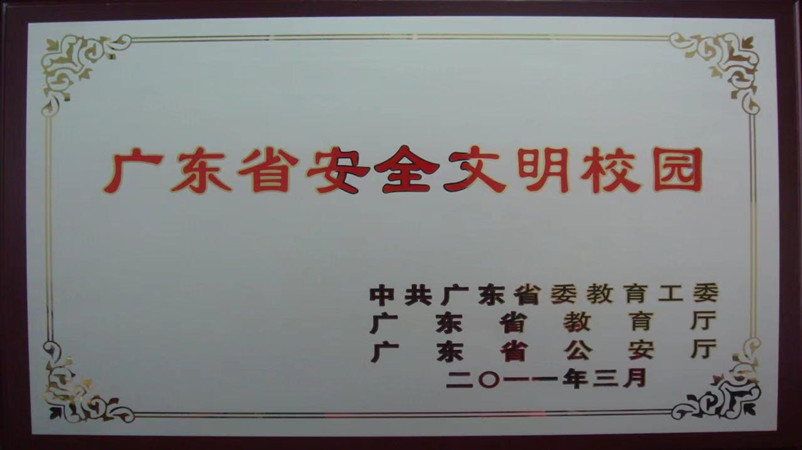 广东省安全文明校园
中共广东省委教育工委
广东省教育厅
广东省公安厅
二〇一一年三月